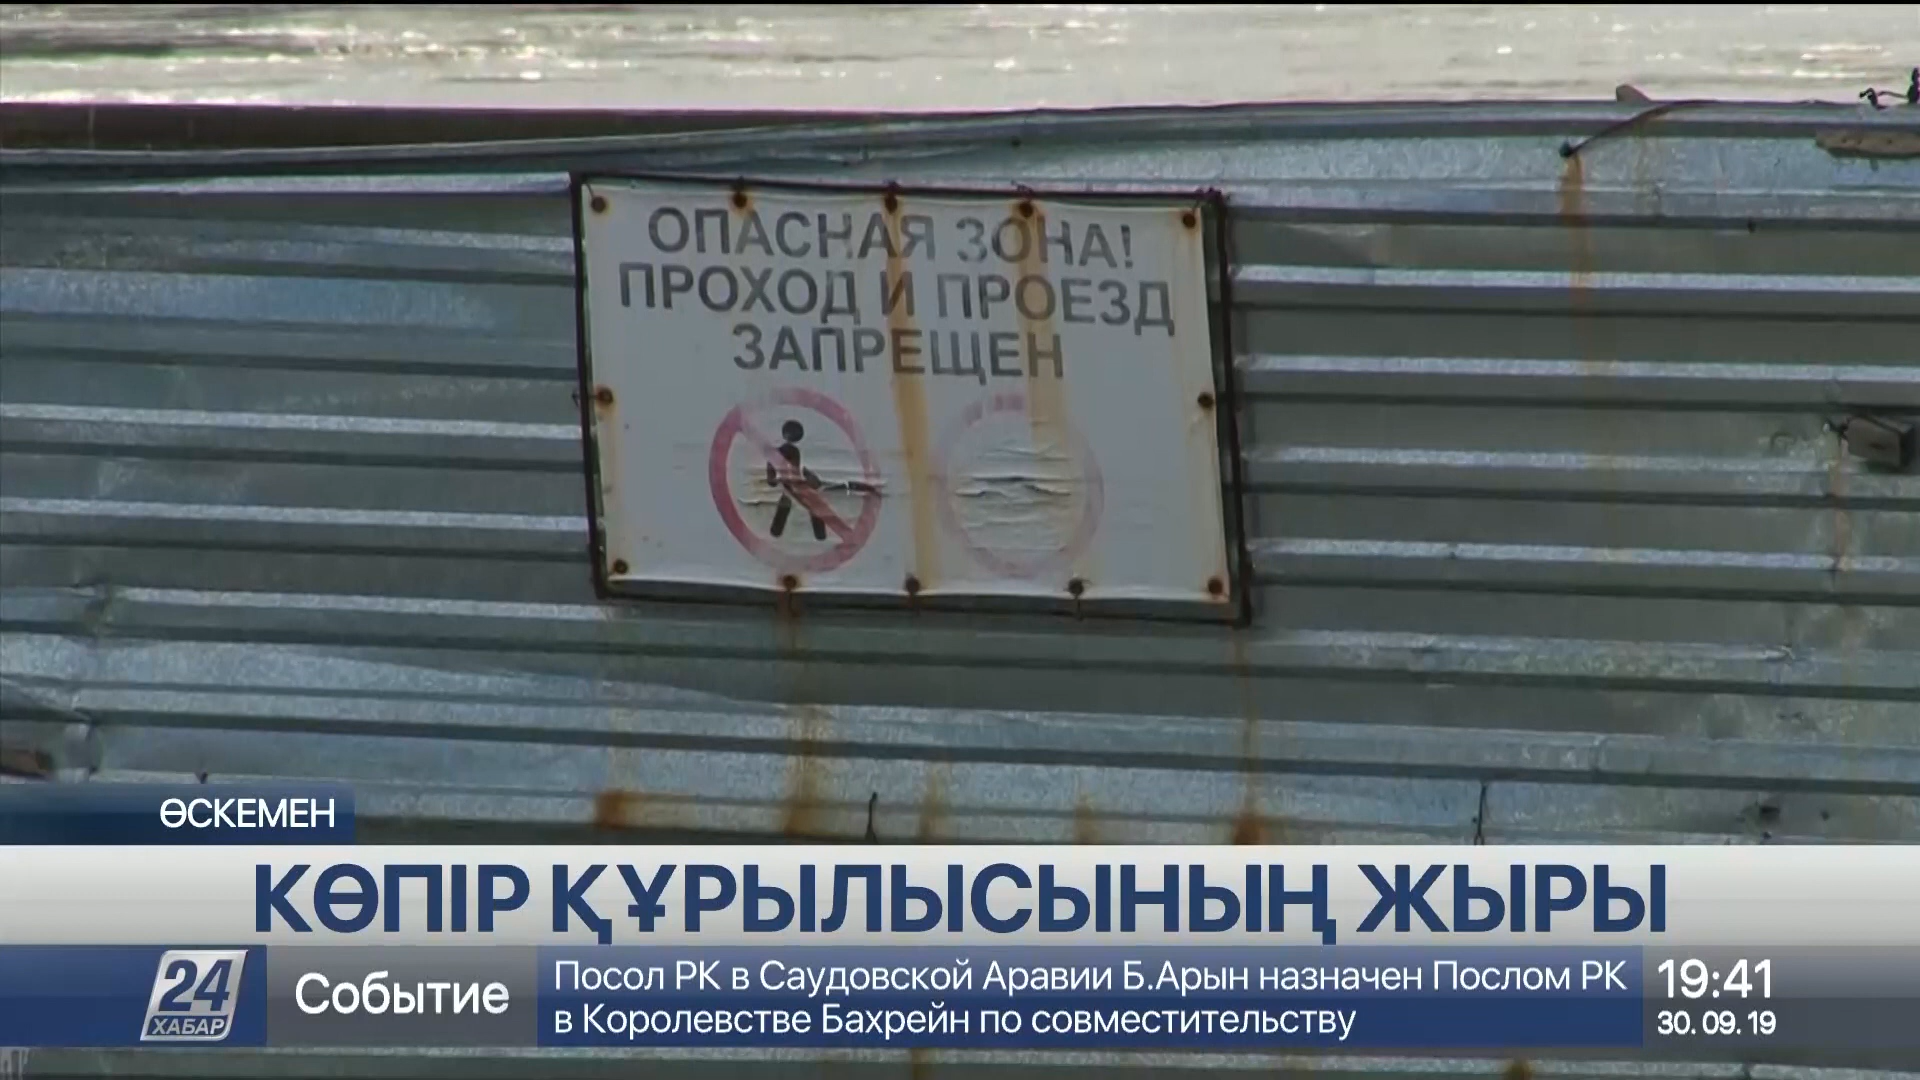 ОПАСНАЯ ЗОНА!
ПРОХОД И ПРОЕЗД
ЗАПРЕЩЕН
ӨСКЕМЕН
КӨПІР ҚҰРЫЛЫСЫНЫҢ ЖЫРЫ
24
ХАБАР
Событие
Посол РК в Саудовской Аравии Б.Арын назначен Послом РК
в Королевстве Бахрейн по совместительству
19:41
30. 09. 19